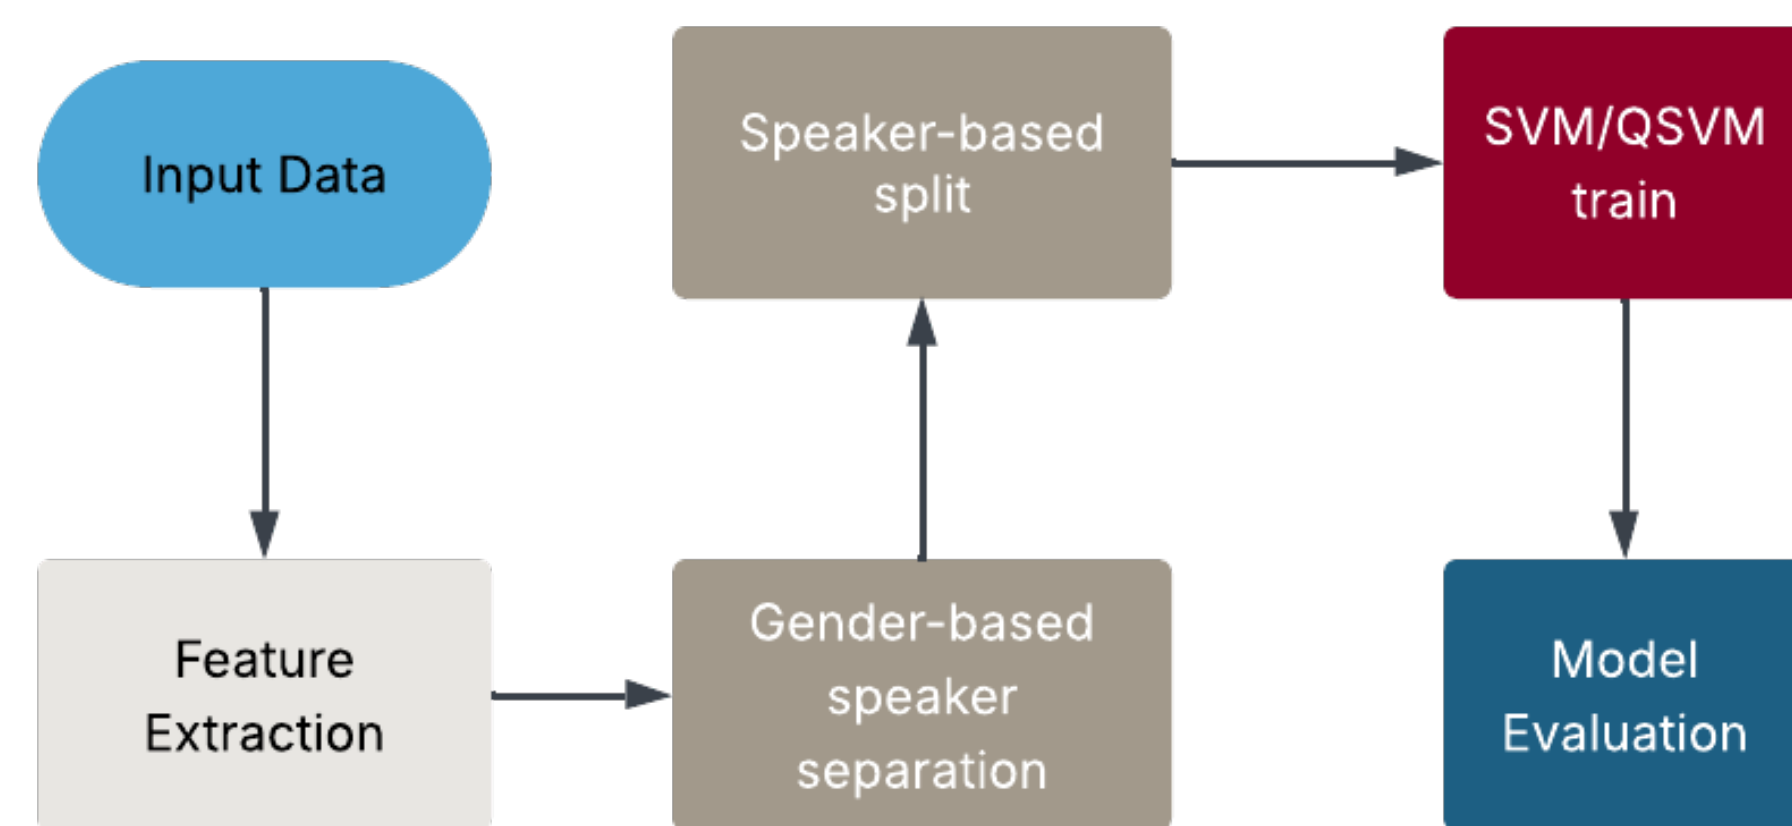 Input Data
Feature
Extraction
Gender-based
speaker
separation
Speaker-based
split
SVM/QSVM
train
Model
Evaluation